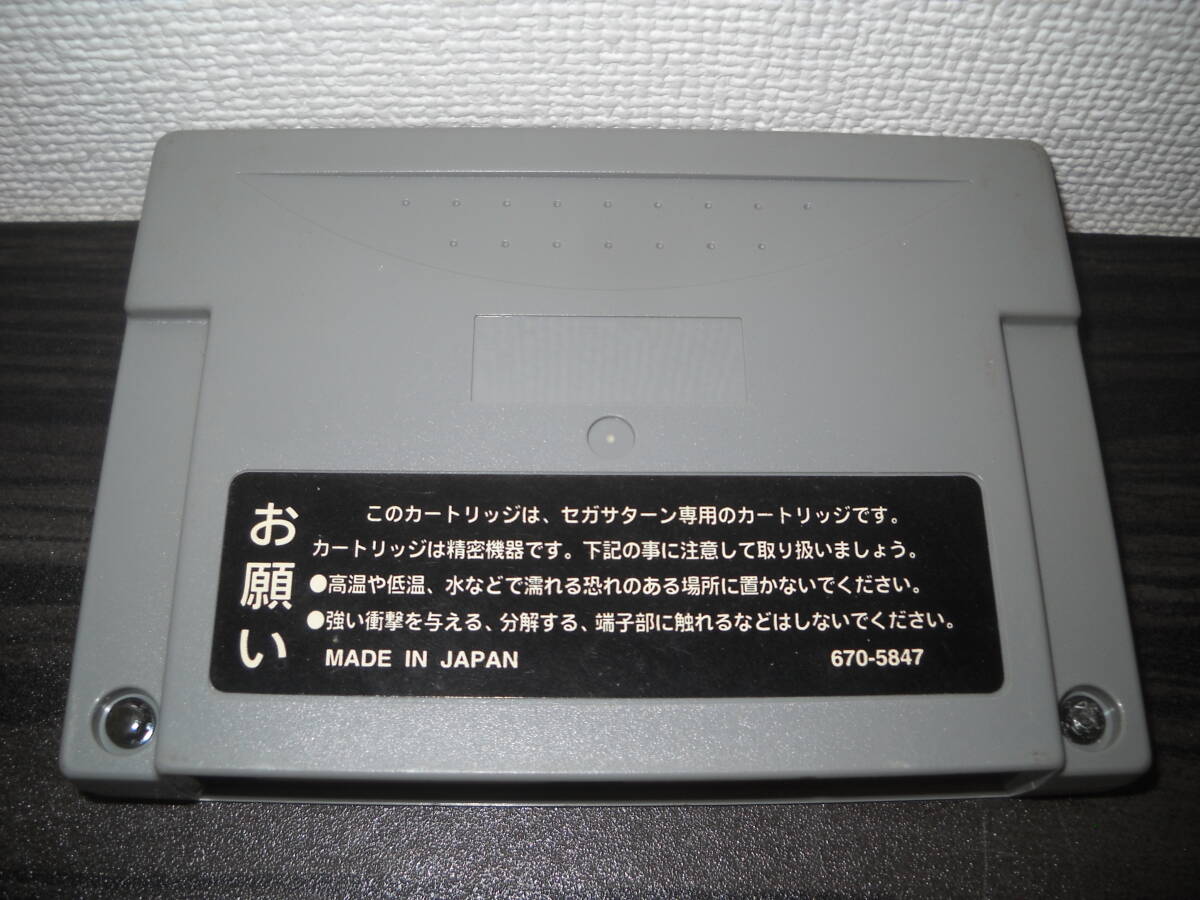 お願い
このカートリッジは、セガサターン専用のカートリッジです。
カートリッジは精密機器です。下記の事に注意して取り扱いましょう。
●高温や低温、水などで濡れる恐れのある場所に置かないでください。
●強い衝撃を与える、分解する、端子部に触れるなどはしないでください。
MADE IN JAPAN 670-5847